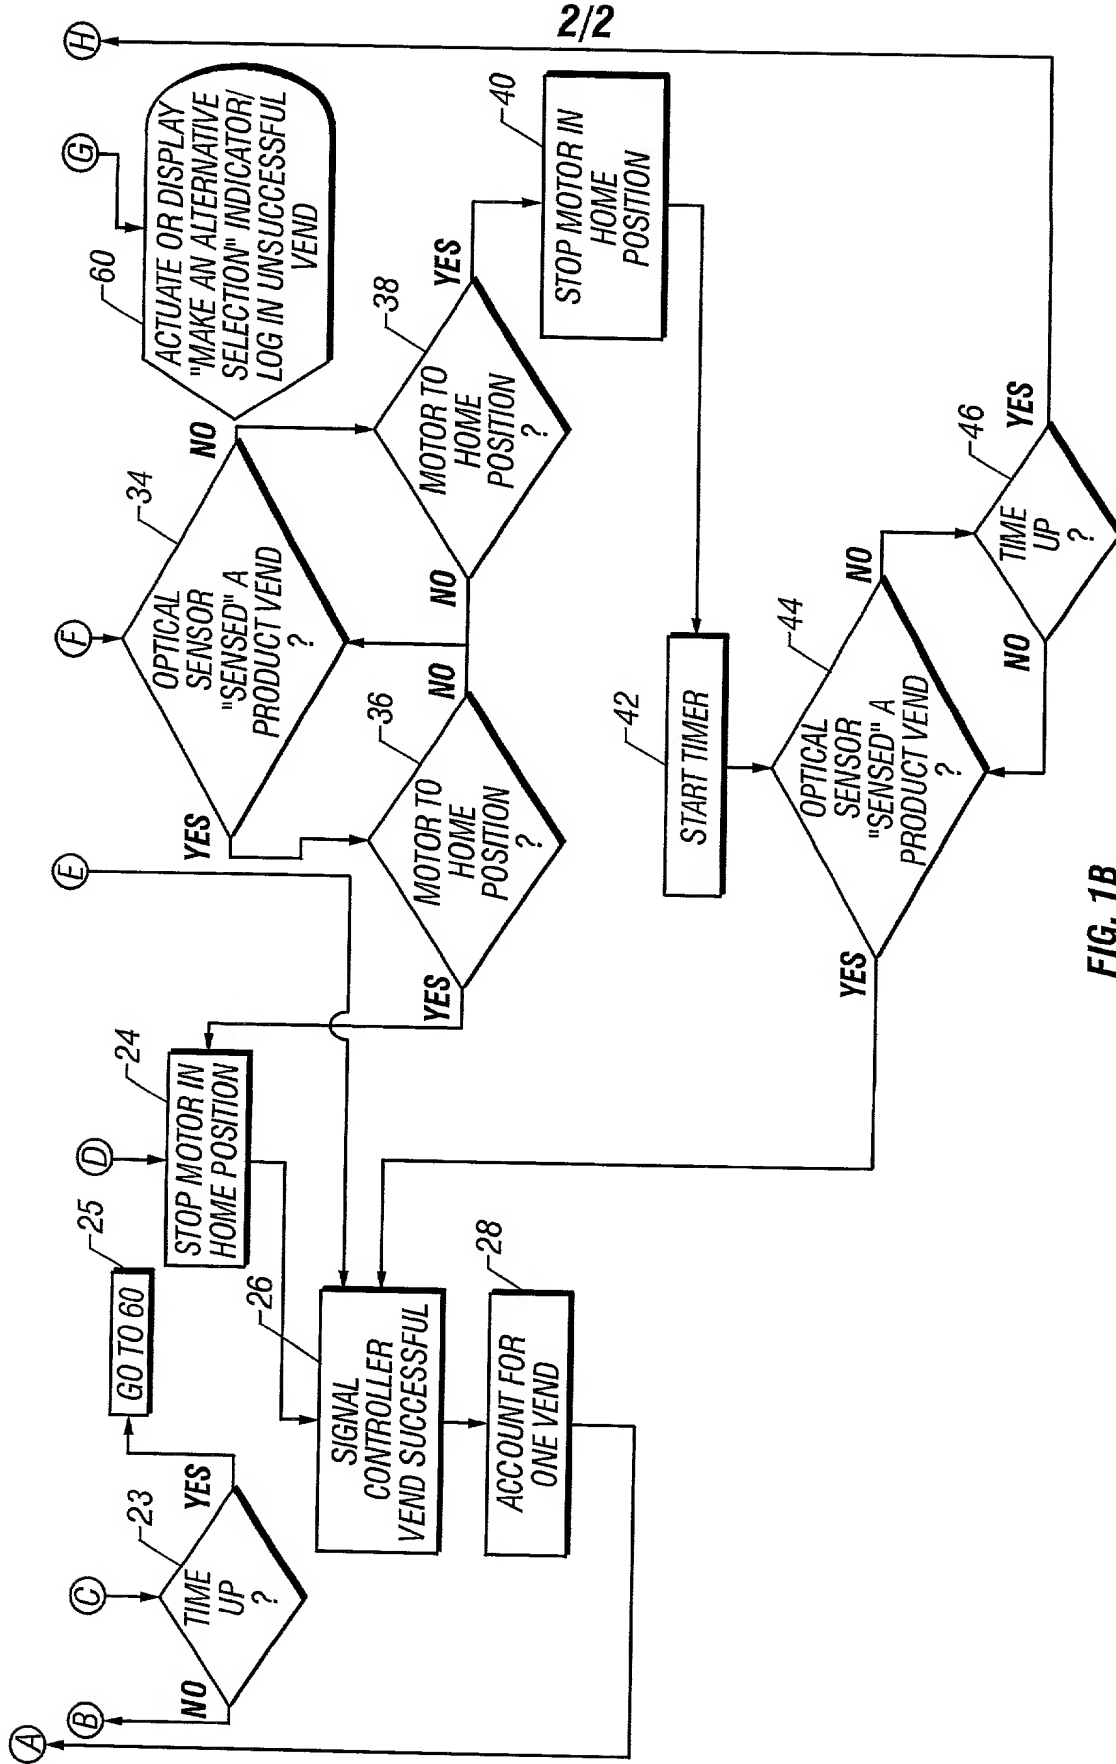 2/2
A
B
C
D
E
F
G
H
23
TIME
UP
?
NO
YES
25
GO TO 60
24
STOP MOTOR IN
HOME POSITION
26
SIGNAL
CONTROLLER
VEND SUCCESSFUL
28
ACCOUNT FOR
ONE VEND
34
OPTICAL
SENSOR
"SENSED" A
PRODUCT VEND
?
YES
NO
36
MOTOR TO
HOME
POSITION
?
YES
NO
38
MOTOR TO
HOME
POSITION
?
NO
YES
60
ACTUATE OR DISPLAY
"MAKE AN ALTERNATIVE
SELECTION" INDICATOR/
LOG IN UNSUCCESSFUL
VEND
40
STOP MOTOR IN
HOME
POSITION
42
START TIMER
44
OPTICAL
SENSOR
"SENSED" A
PRODUCT VEND
?
YES
NO
46
TIME
UP
?
NO
YES
FIG. 1B